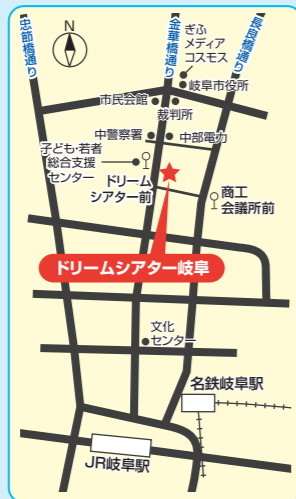 N
忠節橋通り
金華橋通り
長良橋通り
ぎふ
メディア
コスモス
岐阜市役所
市民会館
裁判所
中警察署
中部電力
子ども・若者
総合支援
センター
ドリーム
シアター前
商工
会議所前
ドリームシアター岐阜
文化
センター
名鉄岐阜駅
JR岐阜駅